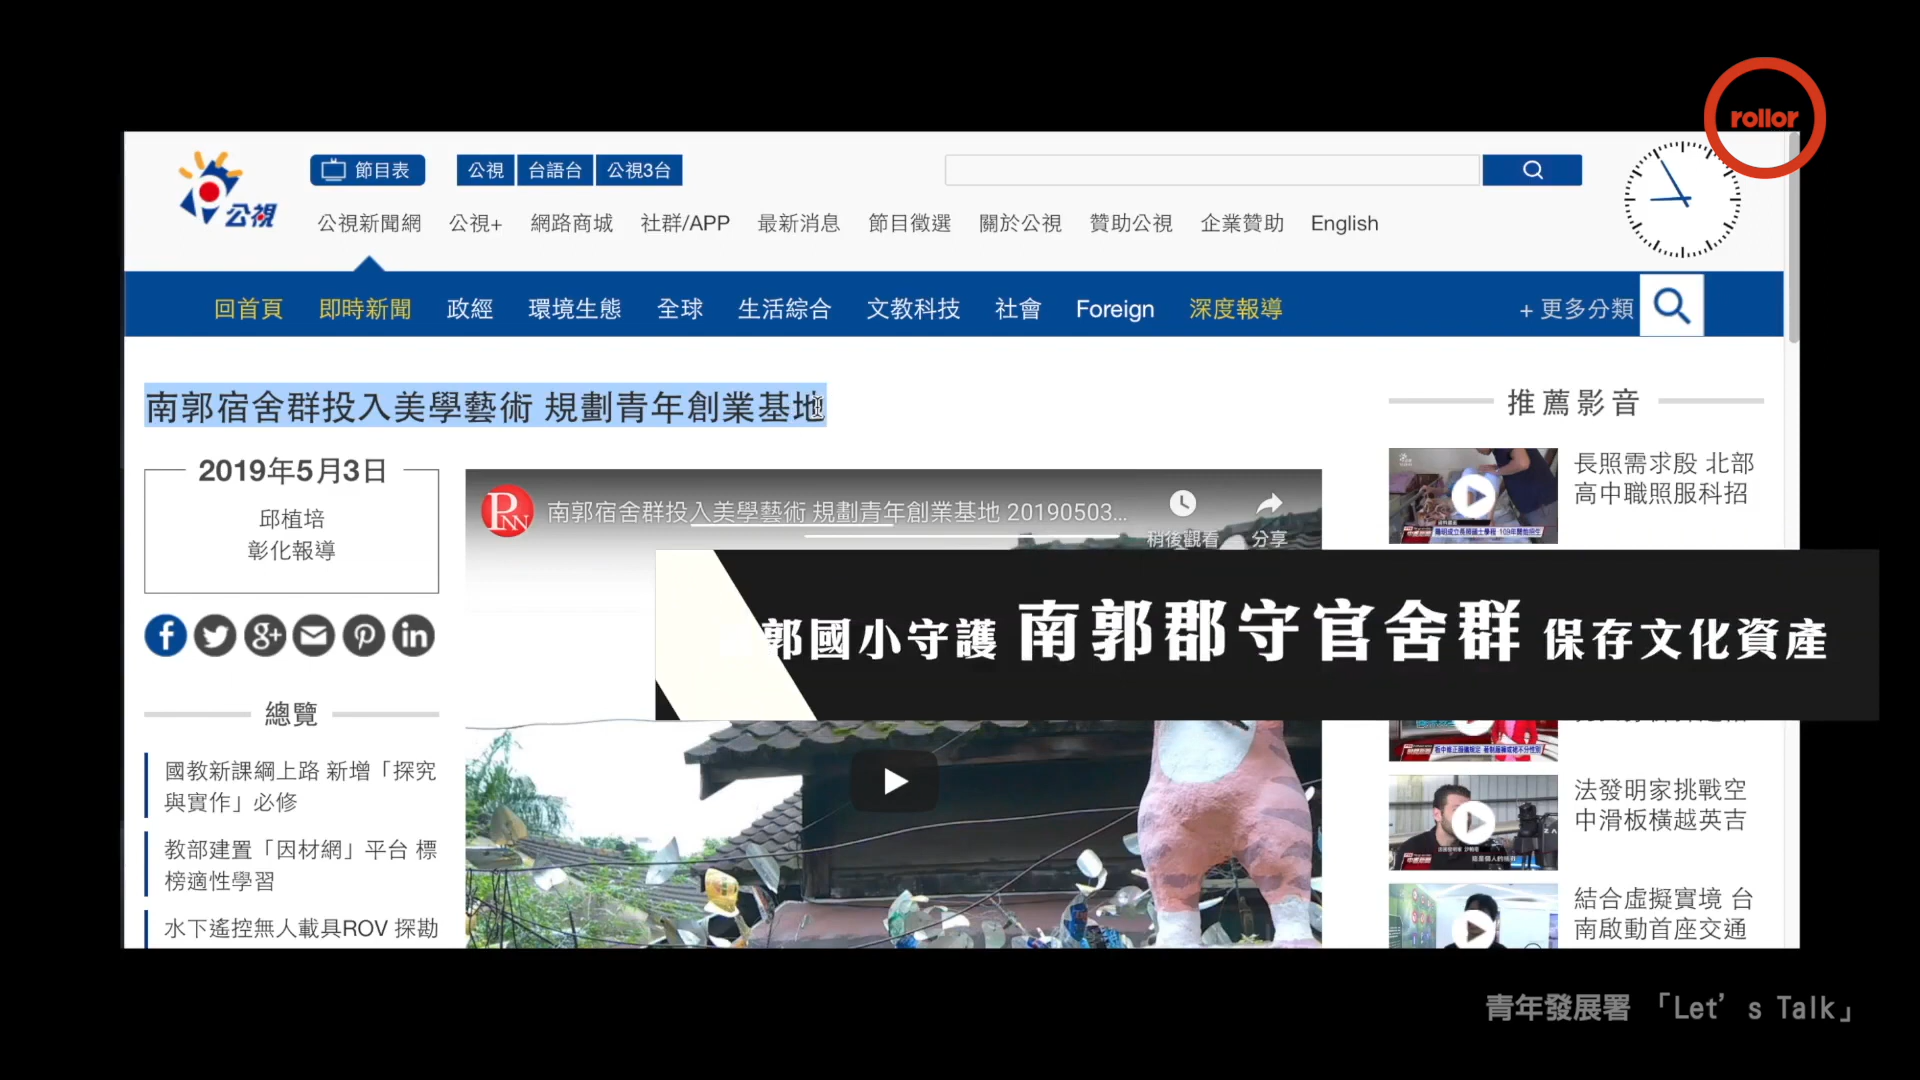 rollor
公視
節目表
公視 台語台 公視3台
公視新聞網 公視+ 網路商城 社群/APP 最新消息 節目徵選 關於公視 贊助公視 企業贊助 English
回首頁 即時新聞 政經 環境生態 全球 生活綜合 文教科技 社會 Foreign 深度報導 + 更多分類
南郭宿舍群投入美學藝術 規劃青年創業基地
2019年5月3日
邱植培
彰化報導
總覽
國教新課綱上路 新增「探究
與實作」必修
教部建置「因材網」平台 標
榜適性學習
水下遙控無人載具ROV 探勘
PNN
南郭宿舍群投入美學藝術 規劃青年創業基地 20190503...
稍後觀看 分享
郭國小守護 南郭郡守官舍群 保存文化資產
推薦影音
長照需求殷 北部
高中職照服科招
法發明家挑戰空
中滑板橫越英吉
結合虛擬實境 台
南啟動首座交通
青年發展署 「Let's Talk」